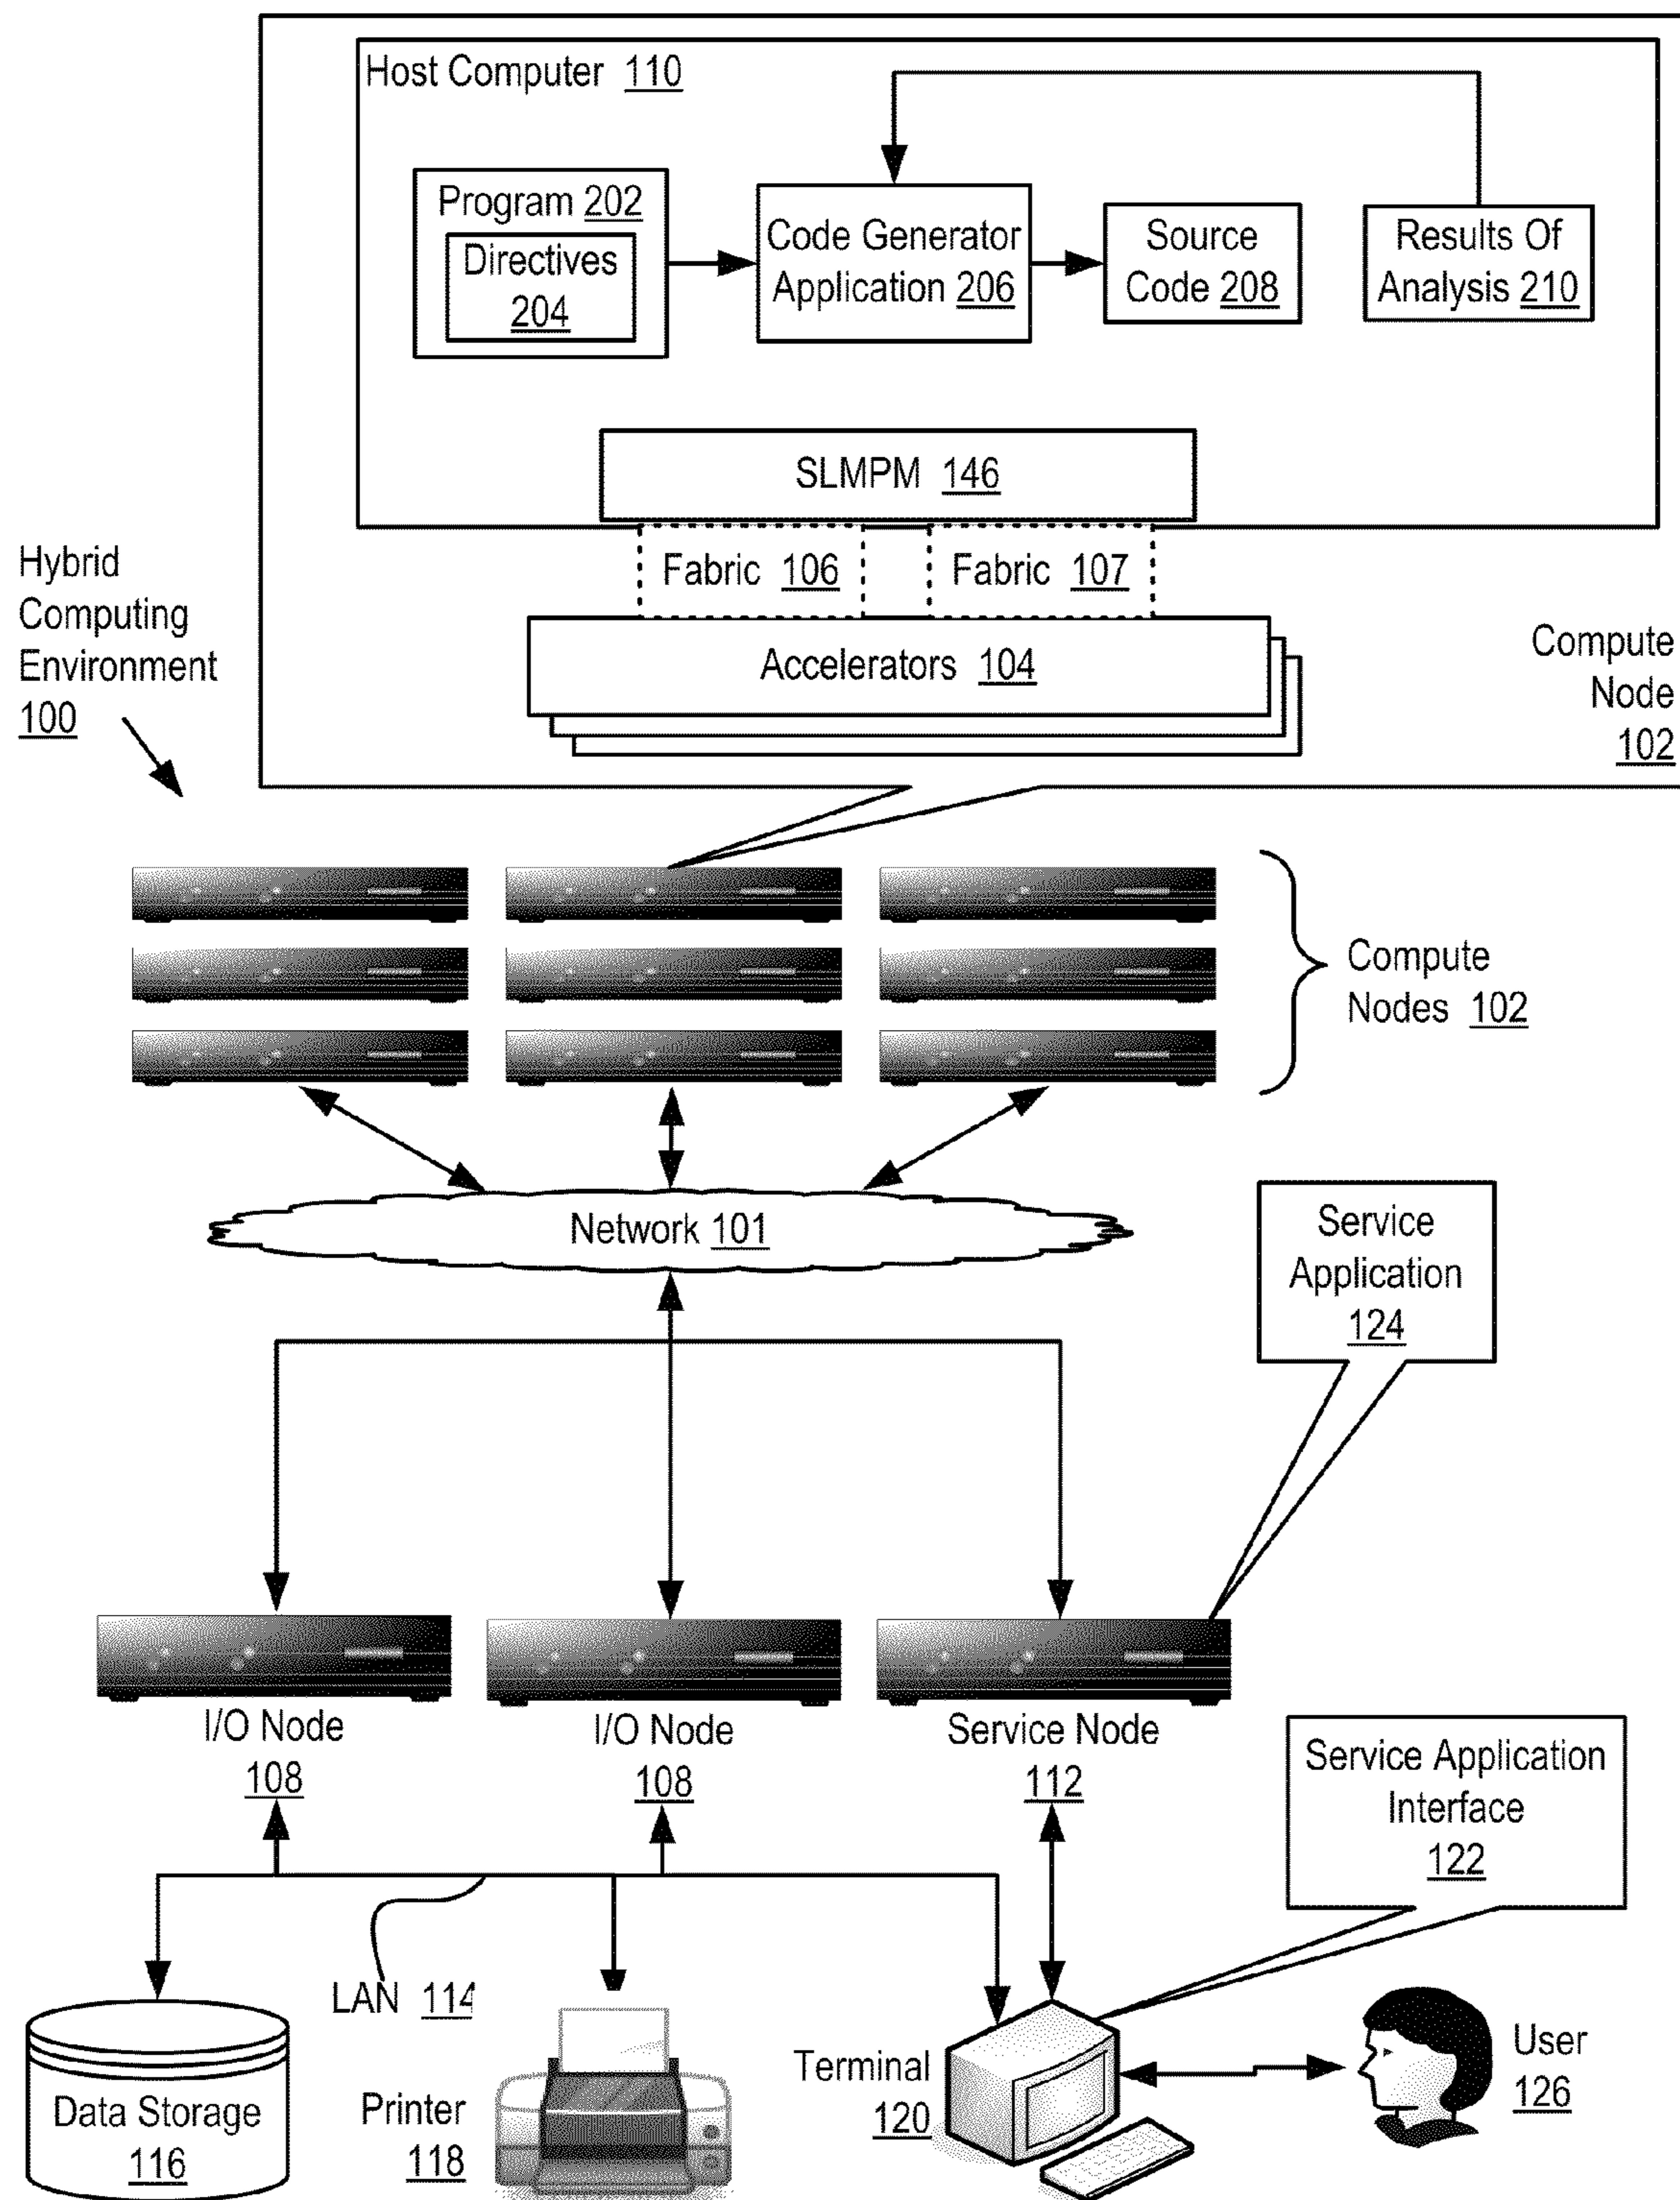 Host Computer 110
Program 202
Directives
204
Code Generator
Application 206
Source
Code 208
Results Of
Analysis 210
SLMPM 146
Fabric 106
Fabric 107
Accelerators 104
Hybrid
Computing
Environment
100
Compute
Node
102
Compute
Nodes 102
Network 101
Service
Application
124
I/O Node
108
I/O Node
108
Service Node
112
Service Application
Interface
122
LAN 114
Data Storage
116
Printer
118
Terminal
120
User
126